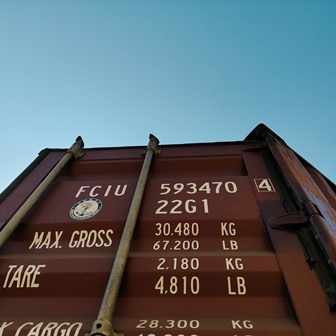 FCIU 593470 4
22G1
MAX. GROSS 30.480 KG
67.200 LB
TARE 2.180 KG
4.810 LB
CARGO 28.300 KG